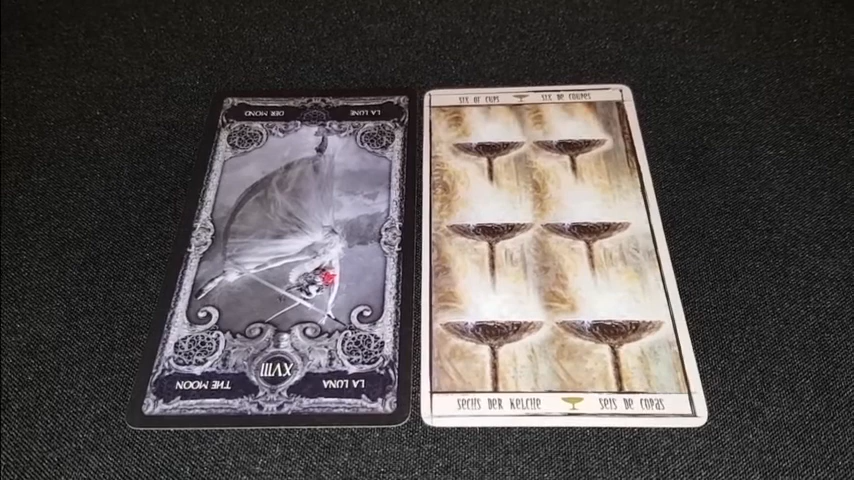 LA LUNE DER MOND
XVIII
THE MOON LA LUNA
SIX OF CUPS SIX DE COUPES
SECHS DER KELCHE SEIS DE COPAS